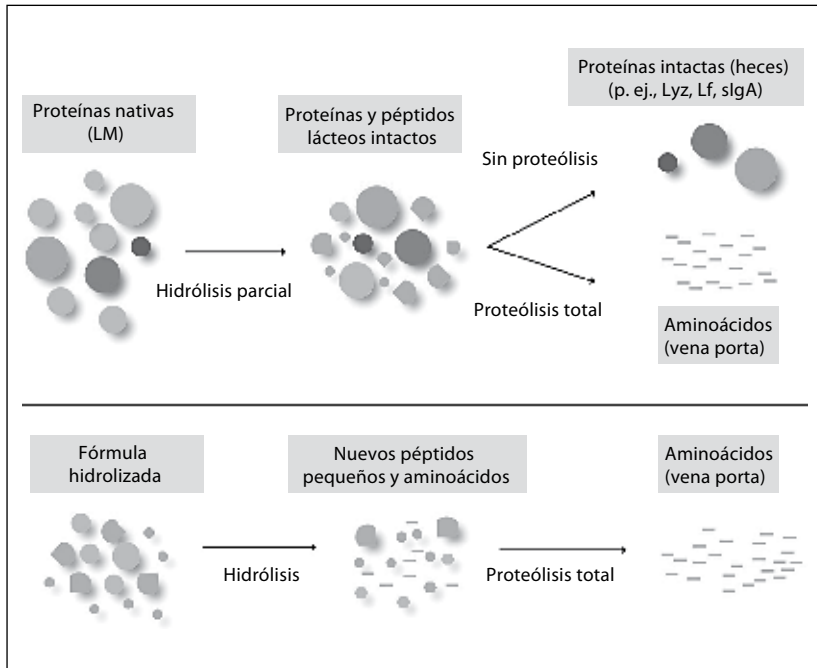 Proteínas nativas
(LM)
Proteínas y péptidos
lácteos intactos
Proteínas intactas (heces)
(p. ej., Lyz, Lf, sIgA)
Sin proteólisis
Hidrólisis parcial
Proteólisis total
Aminoácidos
(vena porta)
Fórmula
hidrolizada
Nuevos péptidos
pequeños y aminoácidos
Aminoácidos
(vena porta)
Hidrólisis
Proteólisis total